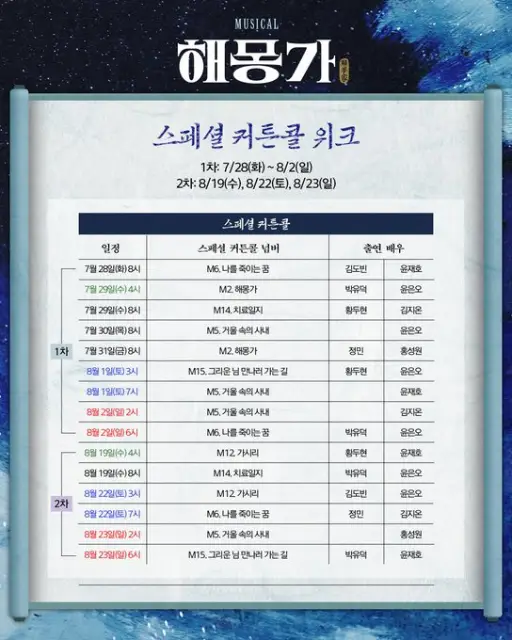 MUSICAL
해몽가
스페셜 커튼콜 위크
1차: 7/28(화) ~ 8/2(일)
2차: 8/19(수), 8/22(토), 8/23(일)
스페셜 커튼콜
일정 스페셜 커튼콜 넘버 출연 배우
1차
7월 28일(화) 8시 M6. 나를 죽이는 꿈 김도빈 윤재호
7월 29일(수) 4시 M2. 해몽가 박유덕 윤은오
7월 29일(수) 8시 M14. 치료일지 황두현 김지온
7월 30일(목) 8시 M5. 거울 속의 사내 윤은오
7월 31일(금) 8시 M2. 해몽가 정민 홍성원
8월 1일(토) 3시 M15. 그리운 님 만나러 가는 길 황두현 윤은오
8월 1일(토) 7시 M5. 거울 속의 사내 윤재호
8월 2일(일) 2시 M5. 거울 속의 사내 김지온
8월 2일(일) 6시 M6. 나를 죽이는 꿈 박유덕 윤은오
2차
8월 19일(수) 4시 M12. 가시리 황두현 윤재호
8월 19일(수) 8시 M14. 치료일지 박유덕 윤은오
8월 22일(토) 3시 M12. 가시리 김도빈 윤은오
8월 22일(토) 7시 M6. 나를 죽이는 꿈 정민 김지온
8월 23일(일) 2시 M5. 거울 속의 사내 홍성원
8월 23일(일) 6시 M15. 그리운 님 만나러 가는 길 박유덕 윤재호